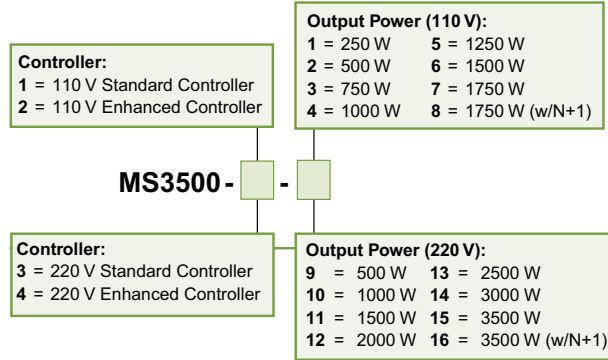 Output Power (110 V):
1 = 250 W 5 = 1250 W
2 = 500 W 6 = 1500 W
3 = 750 W 7 = 1750 W
4 = 1000 W 8 = 1750 W (w/N+1)
Controller:
1 = 110 V Standard Controller
2 = 110 V Enhanced Controller
MS3500 - -
Controller:
3 = 220 V Standard Controller
4 = 220 V Enhanced Controller
Output Power (220 V):
9 = 500 W 13 = 2500 W
10 = 1000 W 14 = 3000 W
11 = 1500 W 15 = 3500 W
12 = 2000 W 16 = 3500 W (w/N+1)